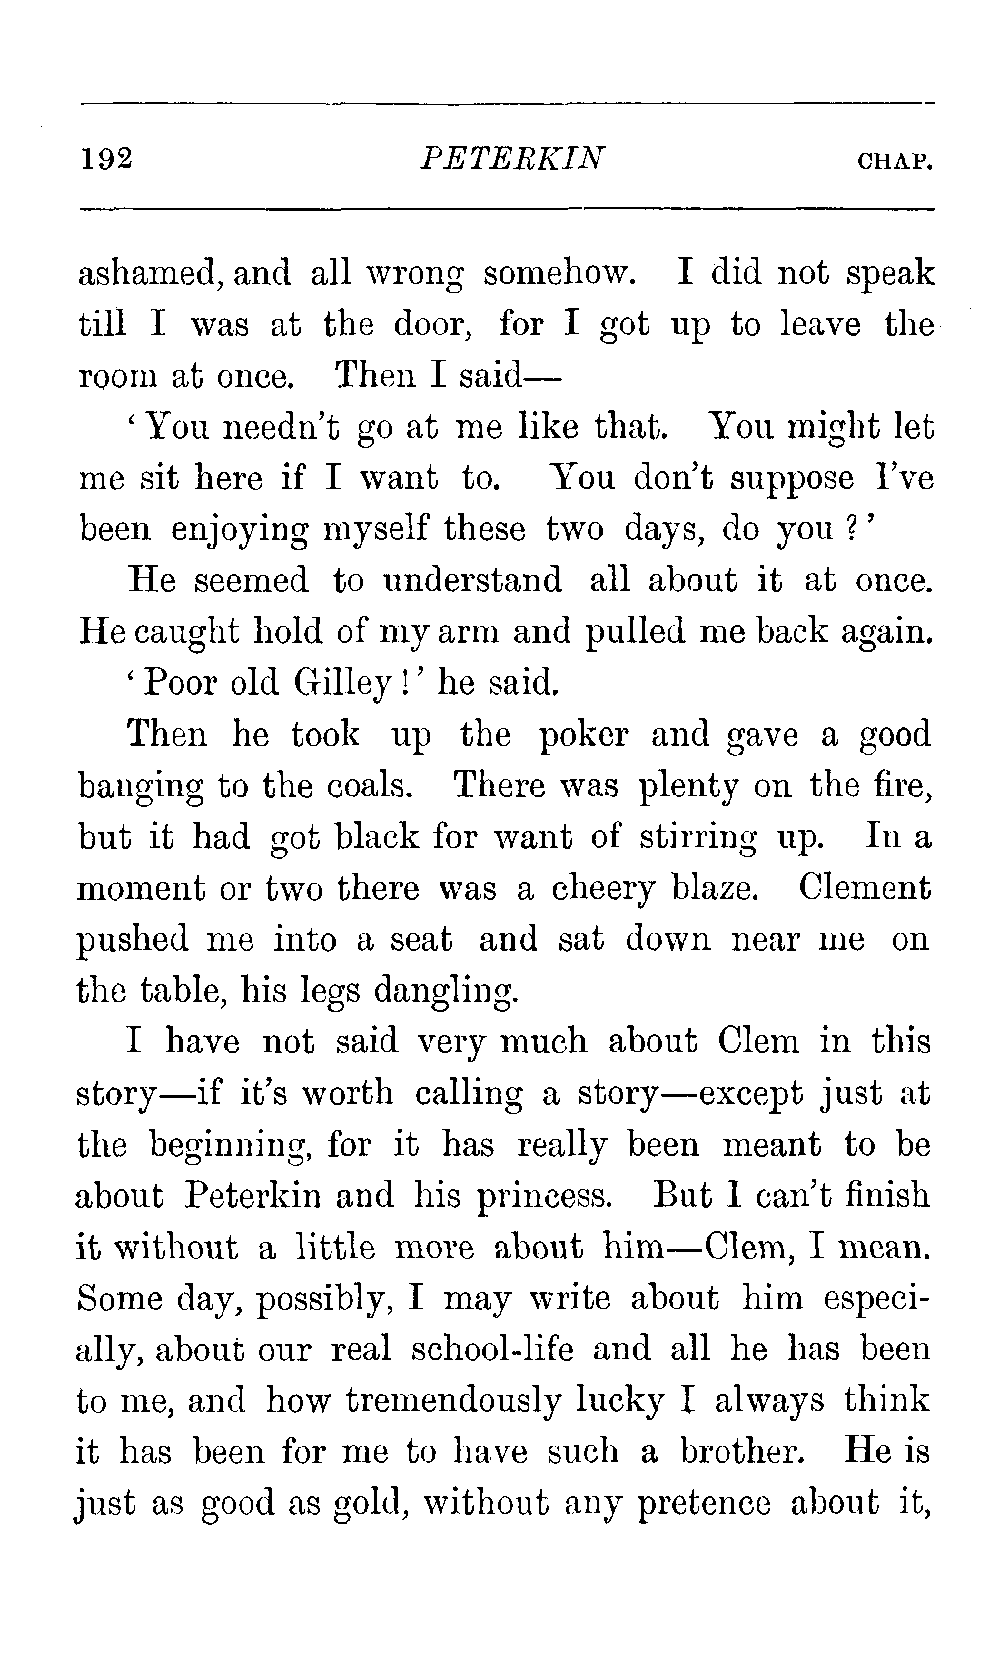 192 PETERKIN CHAP.
ashamed, and all wrong somehow. I did not speak
till I was at the door, for I got up to leave the
room at once. Then I said—
‘You needn’t go at me like that. You might let
me sit here if I want to. You don’t suppose I’ve
been enjoying myself these two days, do you?’
He seemed to understand all about it at once.
He caught hold of my arm and pulled me back again.
‘Poor old Gilley!’ he said.
Then he took up the poker and gave a good
banging to the coals. There was plenty on the fire,
but it had got black for want of stirring up. In a
moment or two there was a cheery blaze. Clement
pushed me into a seat and sat down near me on
the table, his legs dangling.
I have not said very much about Clem in this
story—if it’s worth calling a story—except just at
the beginning, for it has really been meant to be
about Peterkin and his princess. But I can’t finish
it without a little more about him—Clem, I mean.
Some day, possibly, I may write about him especi-
ally, about our real school-life and all he has been
to me, and how tremendously lucky I always think
it has been for me to have such a brother. He is
just as good as gold, without any pretence about it,